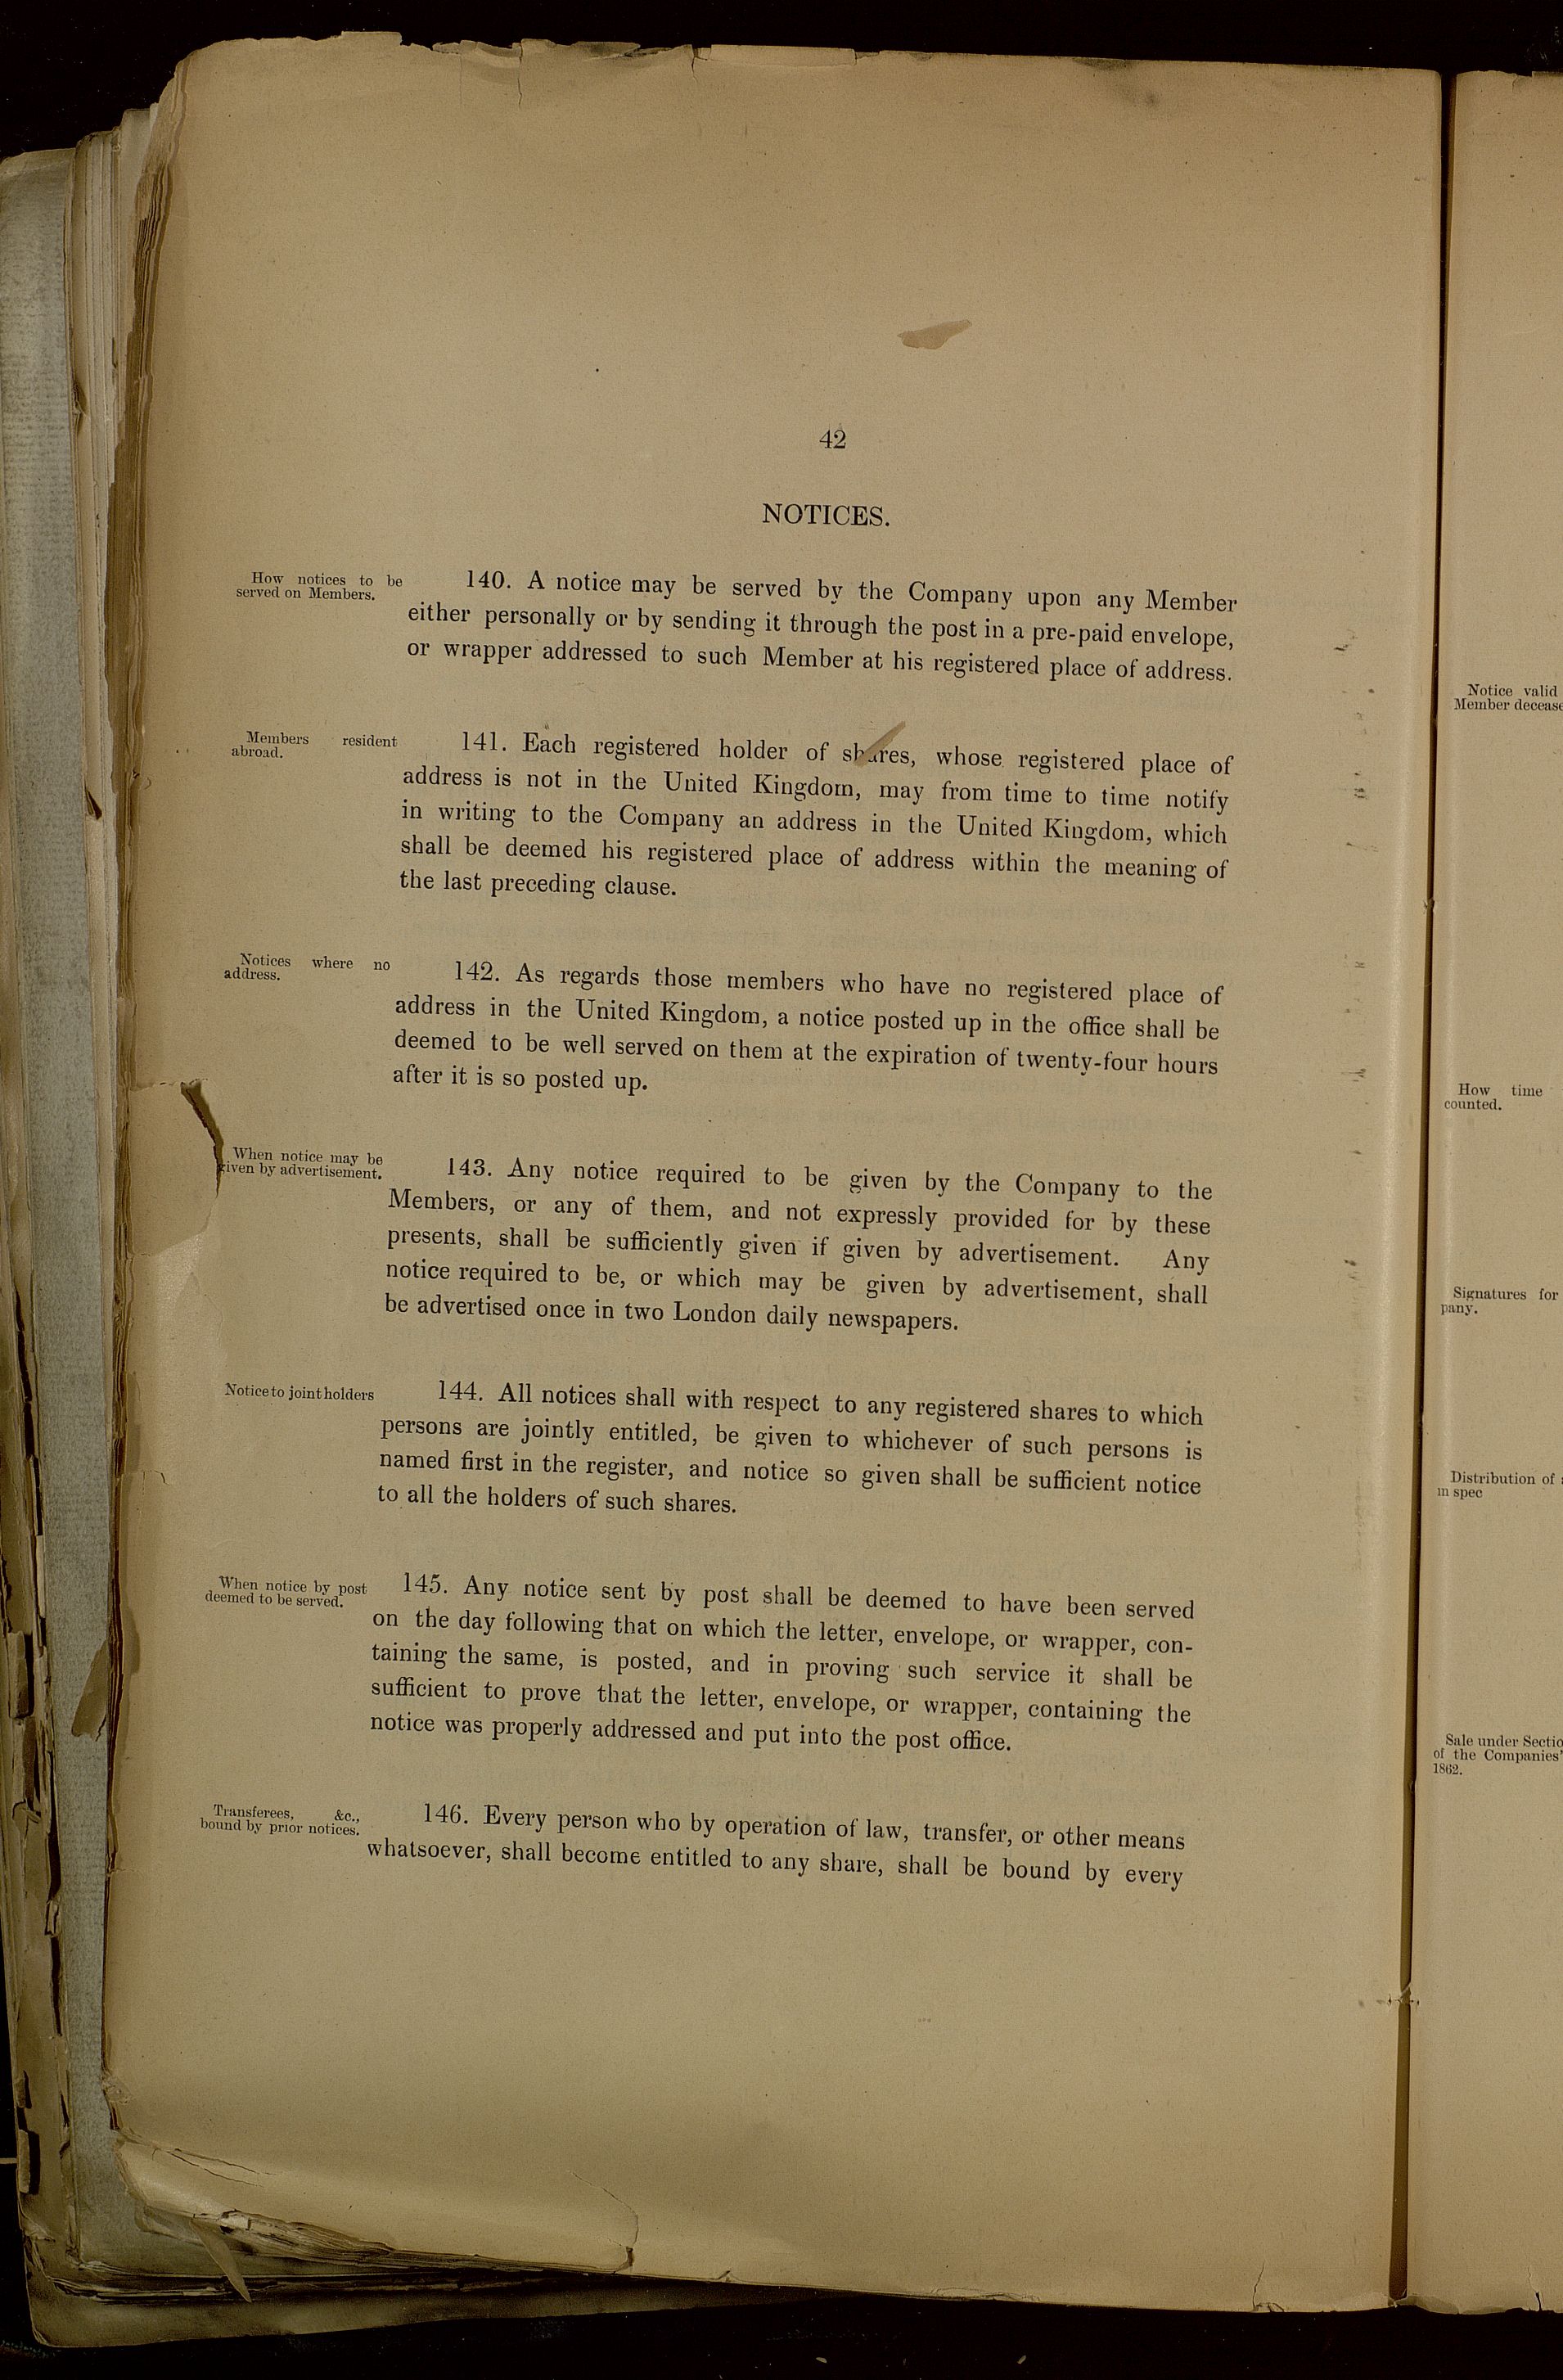 42
NOTICES.
How notices to be
served on Members.
140. A notice may be served by the Company upon any Member
either personally or by sending it through the post in a pre-paid envelope,
or wrapper addressed to such Member at his registered place of address.
Members resident
abroad.
141. Each registered holder of shares, whose registered place of
address is not in the United Kingdom, may from time to time notify
in writing to the Company an address in the United Kingdom, which
shall be deemed his registered place of address within the meaning of
the last preceding clause.
Notices where no
address.
142. As regards those members who have no registered place of
address in the United Kingdom, a notice posted up in the office shall be
deemed to be well served on them at the expiration of twenty-four hours
after it is so posted up.
When notice may be
given by advertisement.
143. Any notice required to be given by the Company to the
Members, or any of them, and not expressly provided for by these
presents, shall be sufficiently given if given by advertisement. Any
notice required to be, or which may be given by advertisement, shall
be advertised once in two London daily newspapers.
Notice to joint holders
144. All notices shall with respect to any registered shares to which
persons are jointly entitled, be given to whichever of such persons is
named first in the register, and notice so given shall be sufficient notice
to all the holders of such shares.
When notice by post
deemed to be served.
145. Any notice sent by post shall be deemed to have been served
on the day following that on which the letter, envelope, or wrapper, con-
taining the same, is posted, and in proving such service it shall be
sufficient to prove that the letter, envelope, or wrapper, containing the
notice was properly addressed and put into the post office.
Transferees, &c.,
bound by prior notices.
146. Every person who by operation of law, transfer, or other means
whatsoever, shall become entitled to any share, shall be bound by every
Notice valid
Member decease
How time
counted.
Signatures for
pany.
Distribution of
in spec
Sale under Sectio
of the Companies'
1862.